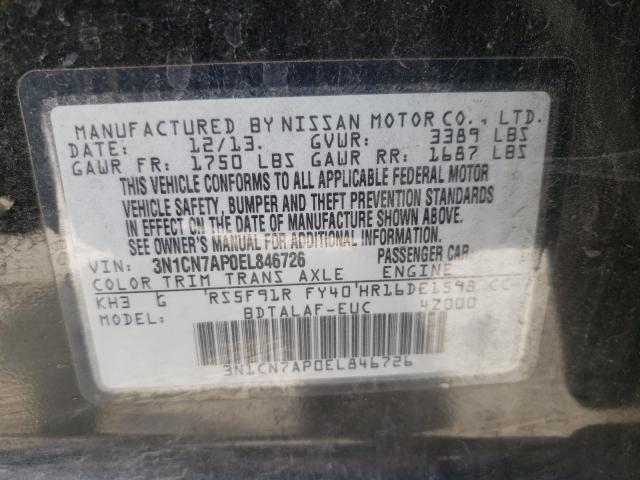 MANUFACTURED BY NISSAN MOTOR CO., LTD.
DATE: 12/13. GVWR: 3389 LBS
GAWR FR: 1750 LBS GAWR RR: 1687 LBS
THIS VEHICLE CONFORMS TO ALL APPLICABLE FEDERAL MOTOR
VEHICLE SAFETY, BUMPER AND THEFT PREVENTION STANDARDS
IN EFFECT ON THE DATE OF MANUFACTURE SHOWN ABOVE.
SEE OWNER'S MANUAL FOR ADDITIONAL INFORMATION.
VIN: 3N1CN7AP0EL846726 PASSENGER CAR
COLOR TRIM TRANS AXLE ENGINE
KH3 G RS5F91R FY40 HR16DE1598 CC
MODEL: BDTALAF-EUC 42000
3N1CN7AP0EL846726